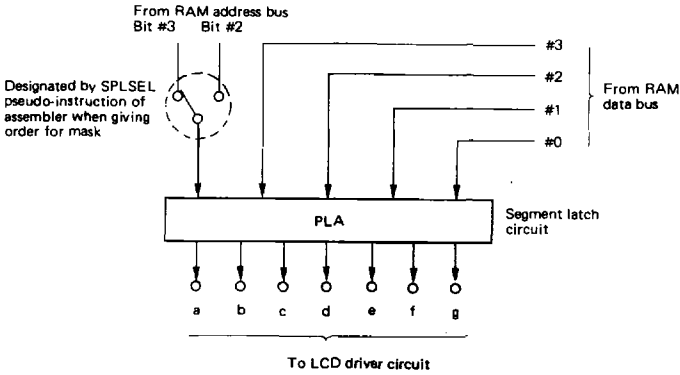 From RAM address bus
Bit #3 Bit #2
#3
#2
#1
#0
From RAM
data bus
Designated by SPLSEL
pseudo-instruction of
assembler when giving
order for mask
PLA
Segment latch
circuit
a b c d e f g
To LCD driver circuit